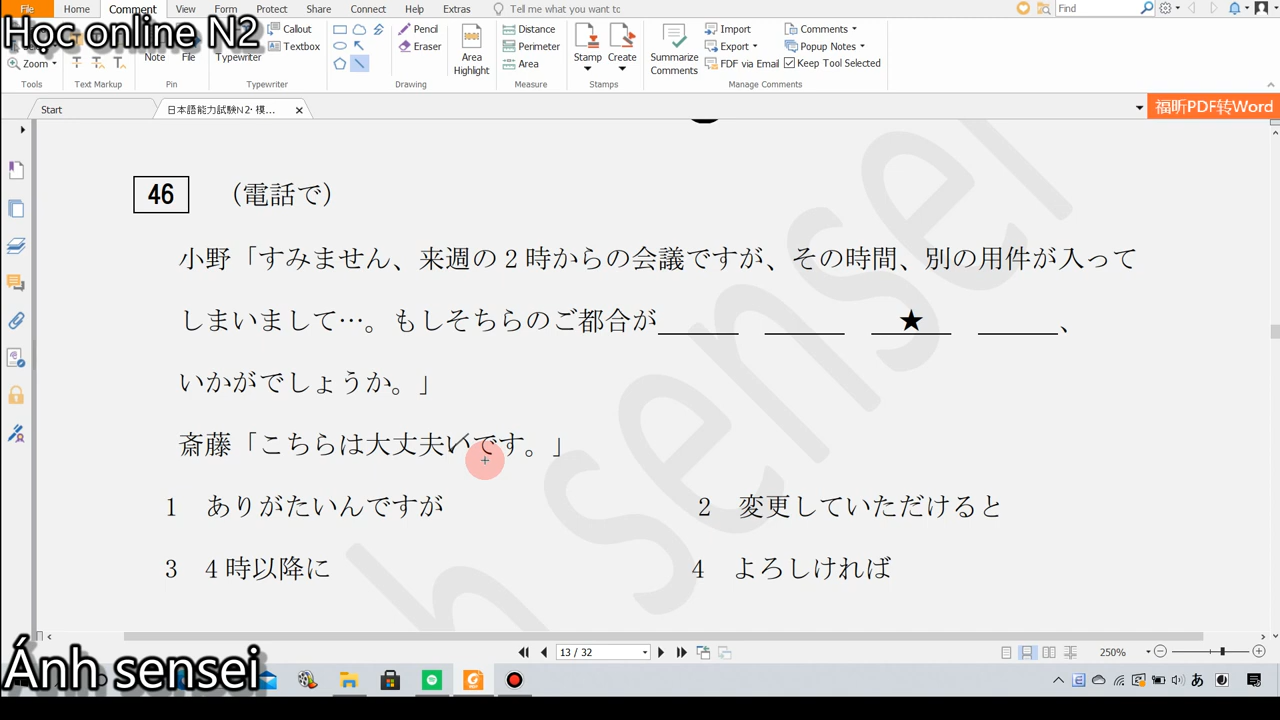 File Home Comment View Form Protect Share Connect Help Extras Tell me what you want tc Find
Học online N2
Zoom Typewriter Note File Callout Textbox Pencil Eraser Area Highlight Distance Perimeter Area Stamp Create Summarize Comments Import Export FDF via Email Comments Popup Notes Keep Tool Selected
Tools Text Markup Typewriter Drawing Measure Stamps Manage Comments
Start 日本語能力試験N2· 模... 福昕PDF转Word
46 （電話で）
小野「すみません、来週の２時からの会議ですが、その時間、別の用件が入って
しまいまして…。もしそちらのご都合が＿＿＿ ＿＿＿ ★ ＿＿＿、
いかがでしょうか。」
斎藤「こちらは大丈夫です。」
1 ありがたいんですが 2 変更していただけると
3 ４時以降に 4 よろしければ
sensei
13 / 32 250%
Ánh sensei